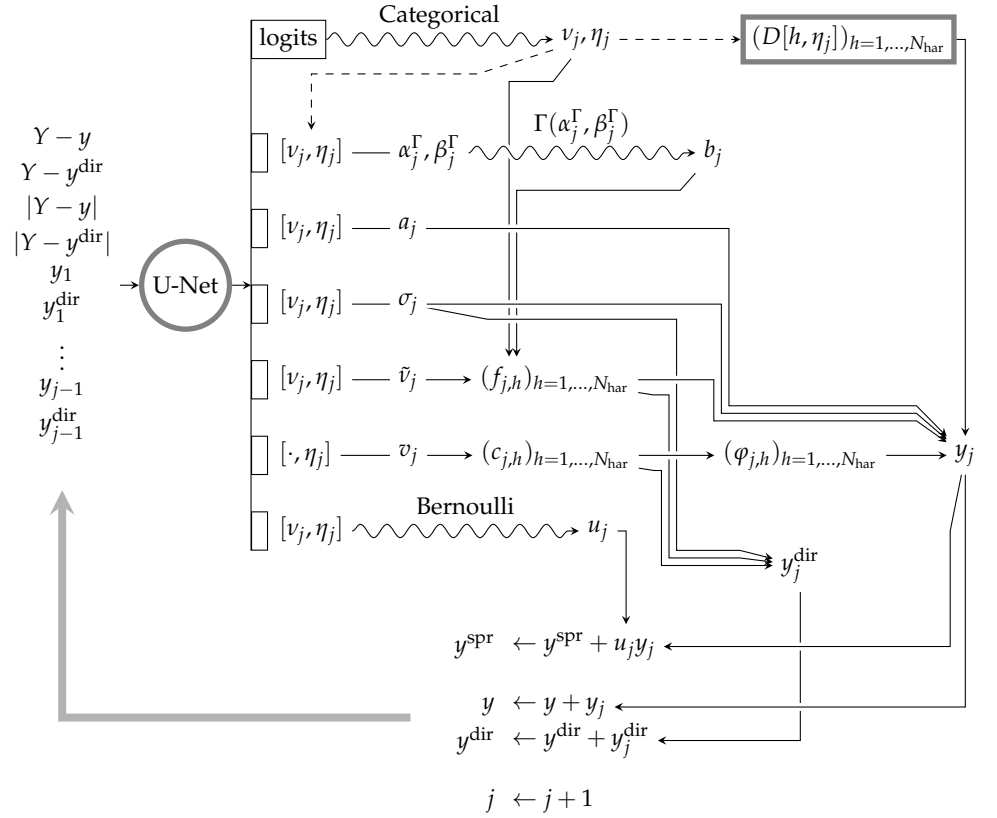 Categorical
logits ν_j, η_j (D[h, η_j])_{h=1,...,N_har}
Y − y
Y − y^dir
|Y − y|
|Y − y^dir|
y_1
y_1^dir
⋮
y_{j−1}
y_{j−1}^dir
U-Net
Γ(α_j^Γ, β_j^Γ)
[ν_j, η_j] α_j^Γ, β_j^Γ b_j
[ν_j, η_j] a_j
[ν_j, η_j] σ_j
[ν_j, η_j] ν̃_j (f_{j,h})_{h=1,...,N_har}
[·, η_j] v_j (c_{j,h})_{h=1,...,N_har} (φ_{j,h})_{h=1,...,N_har} y_j
Bernoulli
[ν_j, η_j] u_j
y_j^dir
y^spr ← y^spr + u_j y_j
y ← y + y_j
y^dir ← y^dir + y_j^dir
j ← j + 1